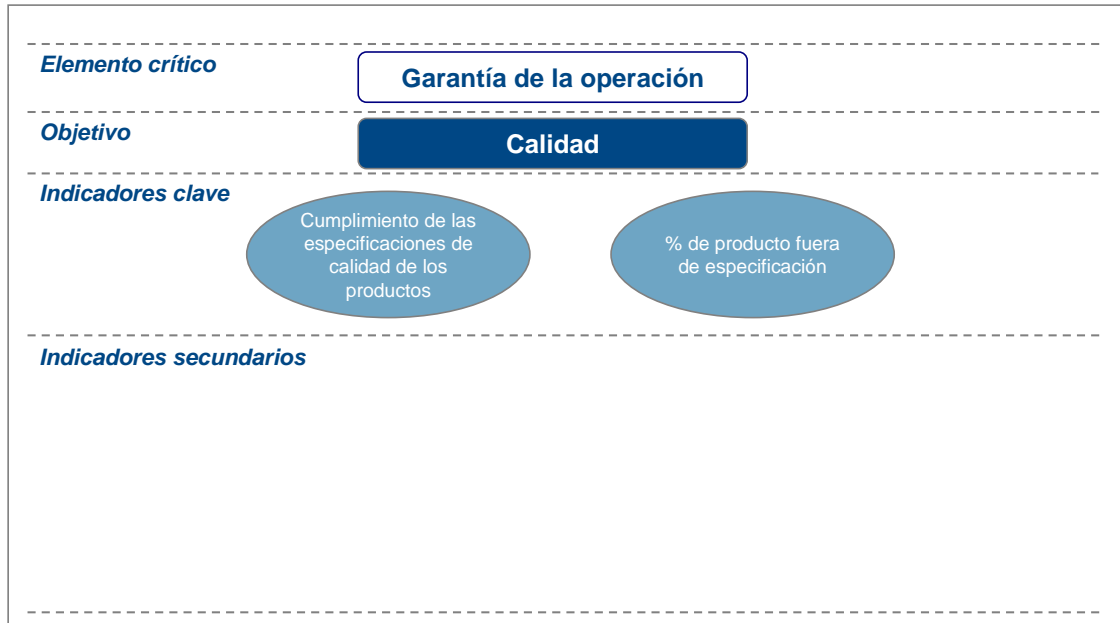 Elemento crítico
Garantía de la operación
Objetivo
Calidad
Indicadores clave
Cumplimiento de las
especificaciones de
calidad de los
productos
% de producto fuera
de especificación
Indicadores secundarios